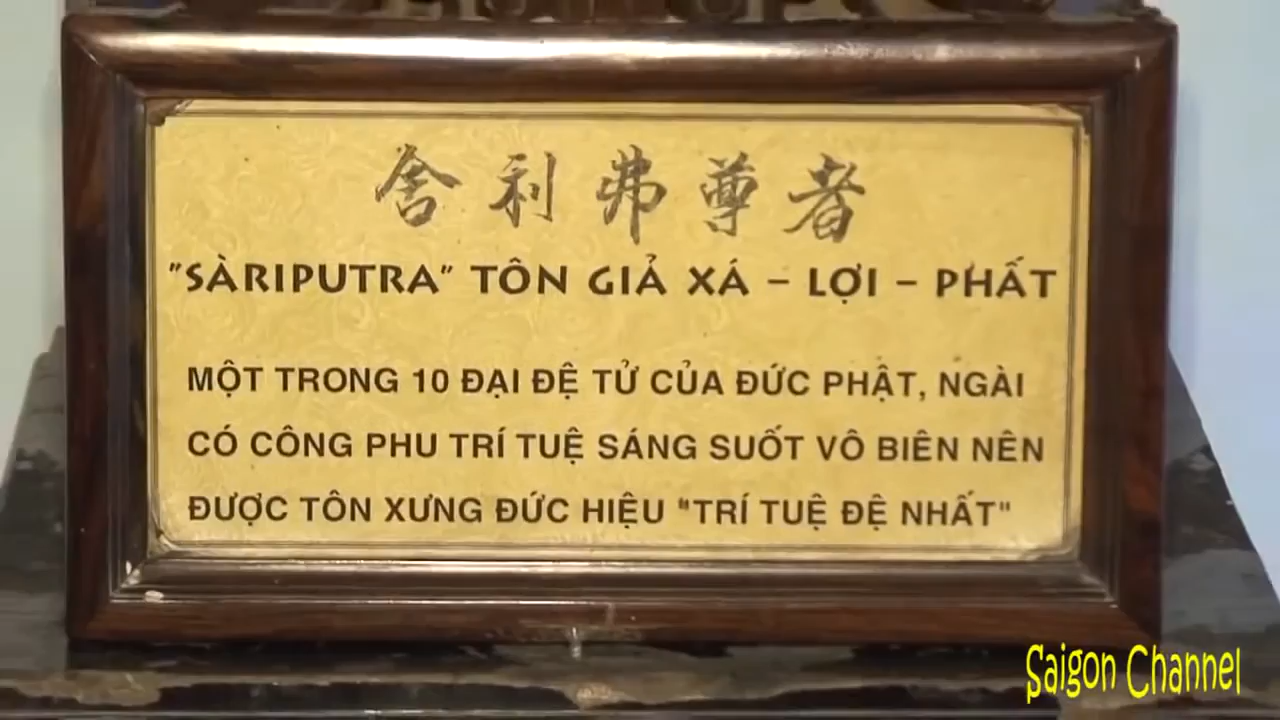 舍利弗尊者
"SÀRIPUTRA" TÔN GIẢ XÁ – LỢI – PHẤT
MỘT TRONG 10 ĐẠI ĐỆ TỬ CỦA ĐỨC PHẬT, NGÀI
CÓ CÔNG PHU TRÍ TUỆ SÁNG SUỐT VÔ BIÊN NÊN
ĐƯỢC TÔN XƯNG ĐỨC HIỆU "TRÍ TUỆ ĐỆ NHẤT"
Saigon Channel